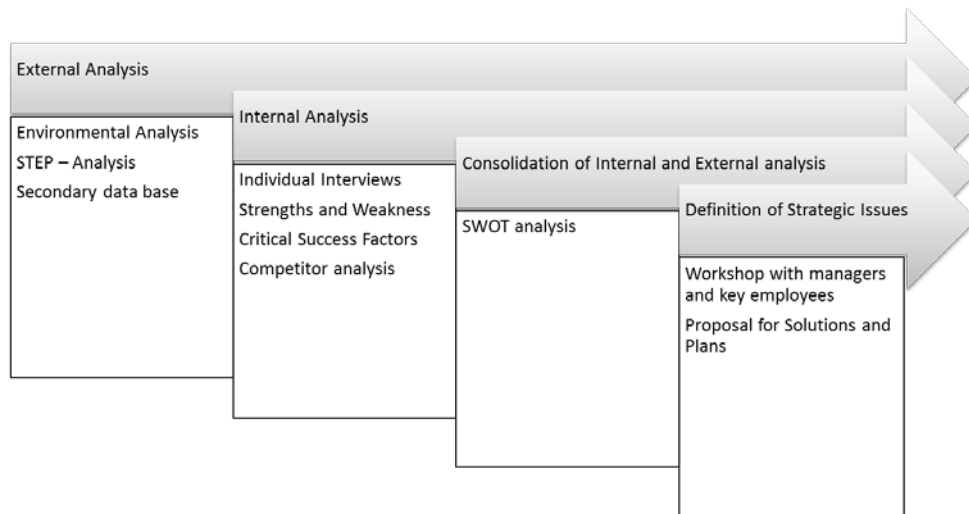 External Analysis
Environmental Analysis
STEP – Analysis
Secondary data base
Internal Analysis
Individual Interviews
Strengths and Weakness
Critical Success Factors
Competitor analysis
Consolidation of Internal and External analysis
SWOT analysis
Definition of Strategic Issues
Workshop with managers
and key employees
Proposal for Solutions and
Plans